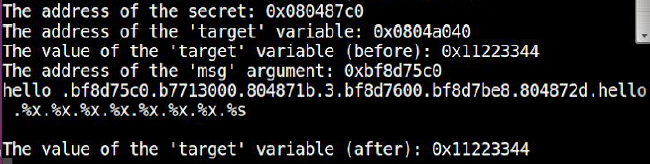 The address of the secret: 0x080487c0
The address of the 'target' variable: 0x0804a040
The value of the 'target' variable (before): 0x11223344
The address of the 'msg' argument: 0xbf8d75c0
hello .bf8d75c0.b7713000.804871b.3.bf8d7600.bf8d7be8.804872d.hello
.%x.%x.%x.%x.%x.%x.%x.%s
The value of the 'target' variable (after): 0x11223344